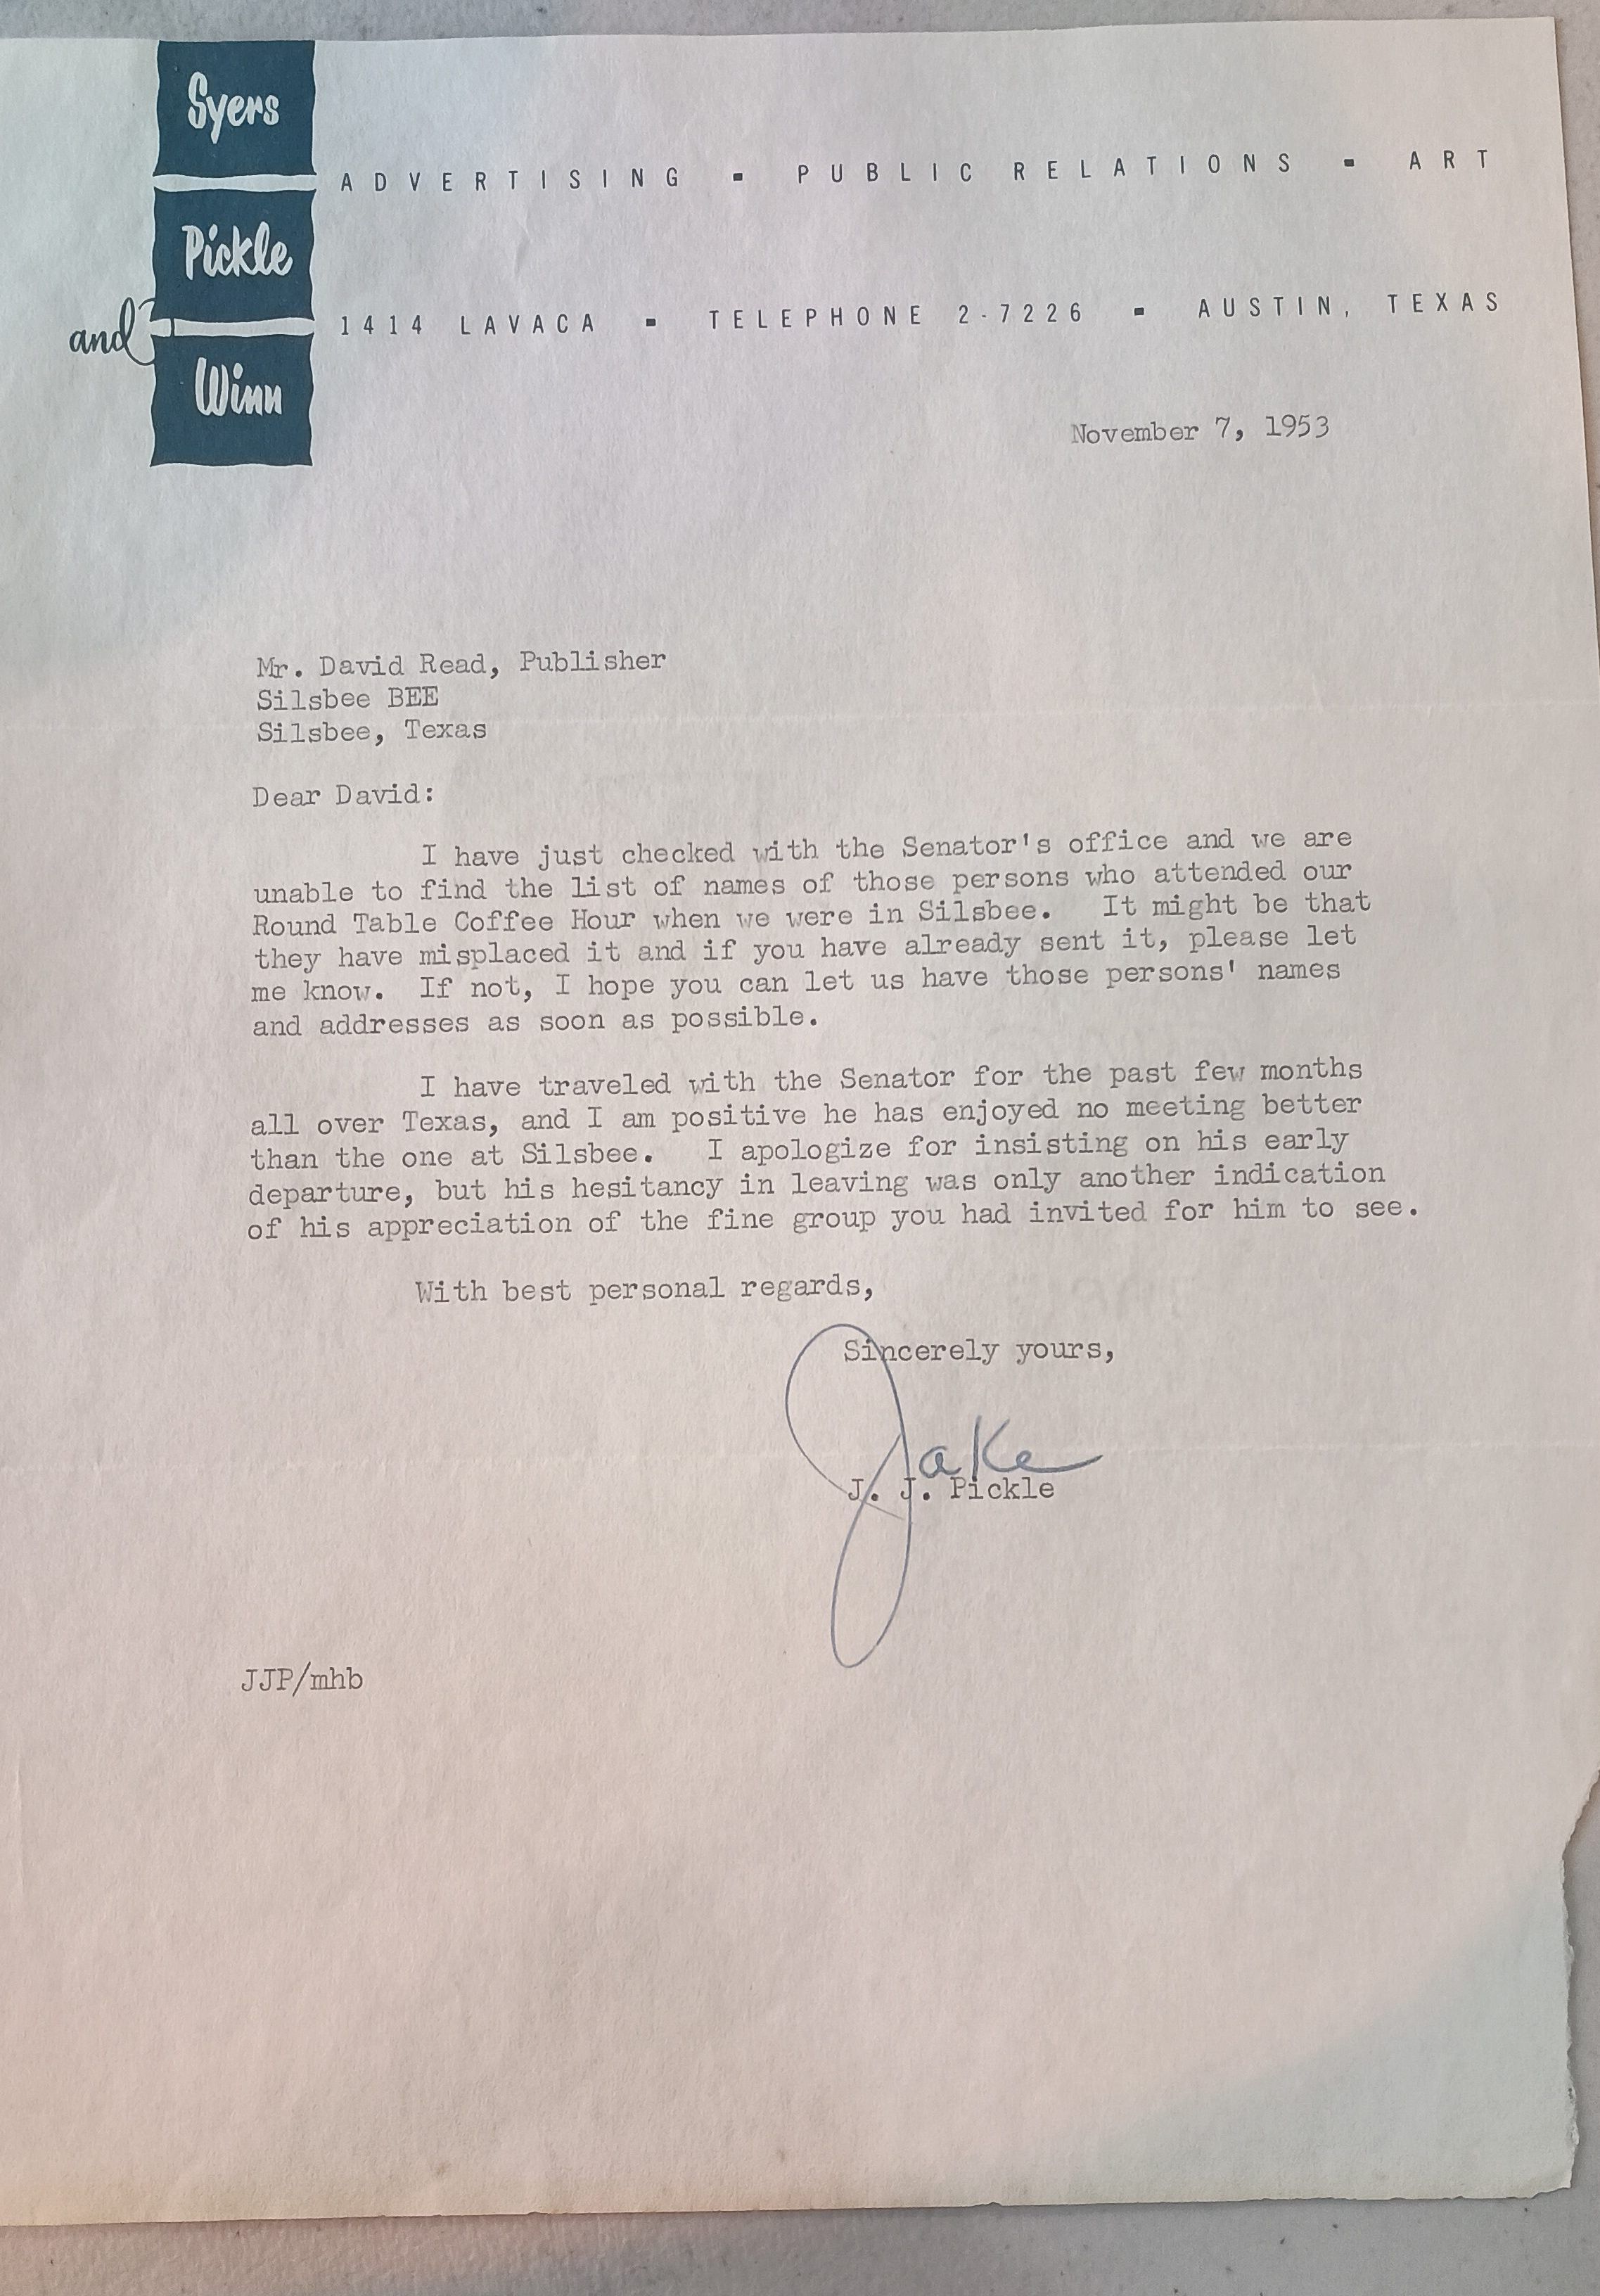 Syers
ADVERTISING ▪ PUBLIC RELATIONS ▪ ART
Pickle
and
1414 LAVACA ▪ TELEPHONE 2-7226 ▪ AUSTIN, TEXAS
Winn
November 7, 1953
Mr. David Read, Publisher
Silsbee BEE
Silsbee, Texas
Dear David:
I have just checked with the Senator's office and we are
unable to find the list of names of those persons who attended our
Round Table Coffee Hour when we were in Silsbee. It might be that
they have misplaced it and if you have already sent it, please let
me know. If not, I hope you can let us have those persons' names
and addresses as soon as possible.
I have traveled with the Senator for the past few months
all over Texas, and I am positive he has enjoyed no meeting better
than the one at Silsbee. I apologize for insisting on his early
departure, but his hesitancy in leaving was only another indication
of his appreciation of the fine group you had invited for him to see.
With best personal regards,
Sincerely yours,
Jake
J. J. Pickle
JJP/mhb